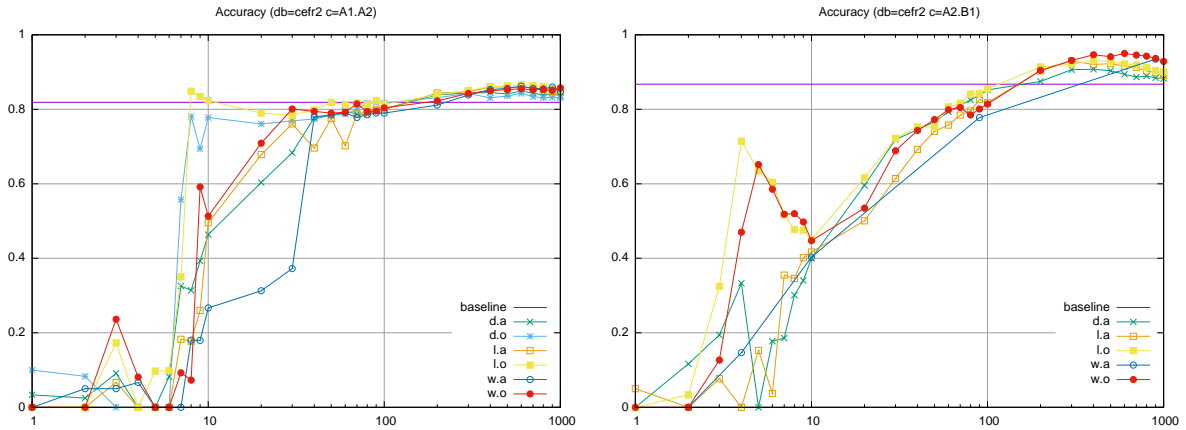 Accuracy (db=cefr2 c=A1.A2)
1
0.8
0.6
0.4
0.2
0
1 10 100 1000
baseline
d.a
d.o
l.a
l.o
w.a
w.o
Accuracy (db=cefr2 c=A2.B1)
1
0.8
0.6
0.4
0.2
0
1 10 100 1000
baseline
d.a
l.a
l.o
w.a
w.o